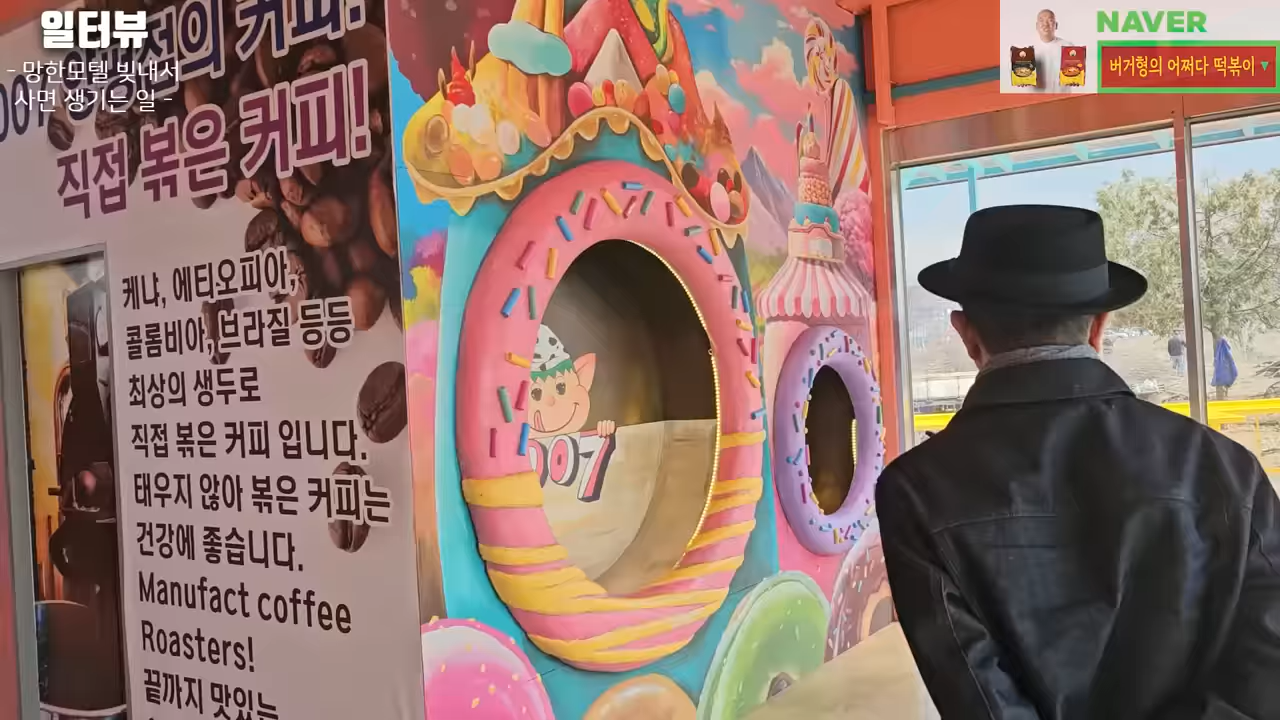 일터뷰
- 망한모텔 빚내서
사면 생기는 일 -
NAVER
버거형의 어쩌다 떡볶이
커피!
직접 볶은 커피!
케냐, 에티오피아,
콜롬비아, 브라질 등등
최상의 생두로
직접 볶은 커피 입니다.
태우지 않아 볶은 커피는
건강에 좋습니다.
Manufact coffee
Roasters!
끝까지 맛있는
007